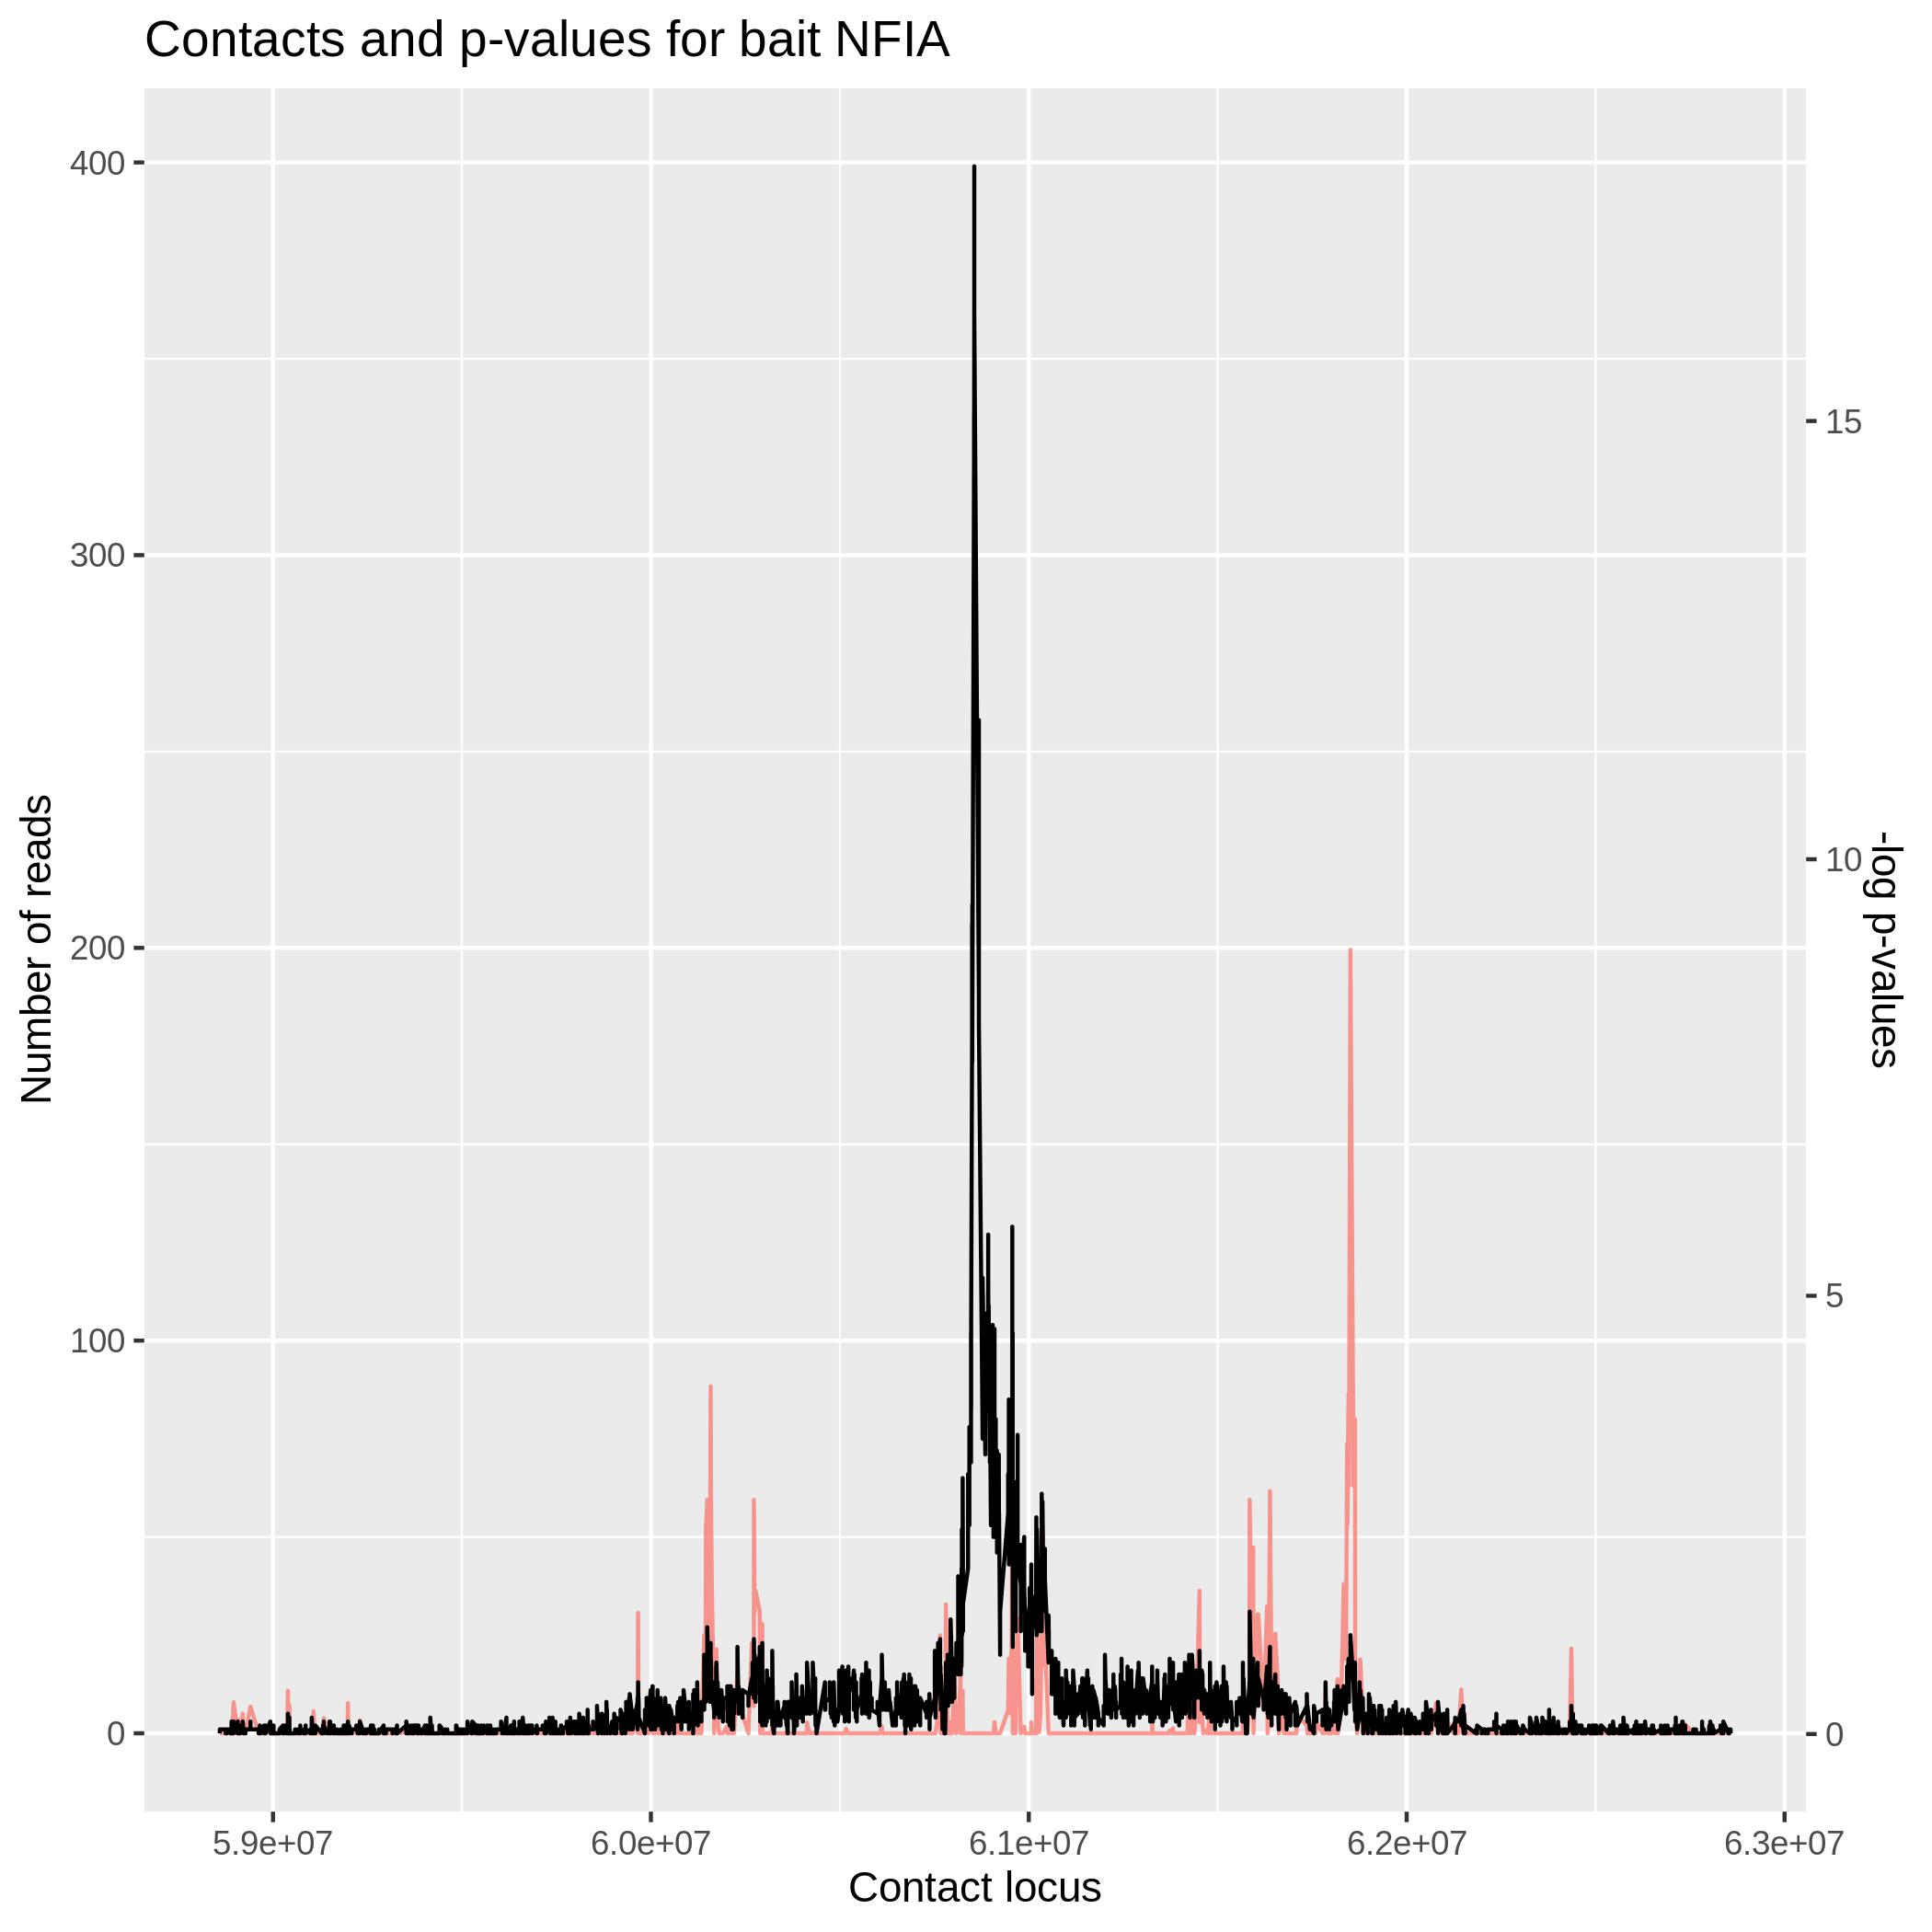 Contacts and p-values for bait NFIA
400
300
200
100
0
Number of reads
15
10
5
0
-log p-values
5.9e+07 6.0e+07 6.1e+07 6.2e+07 6.3e+07
Contact locus